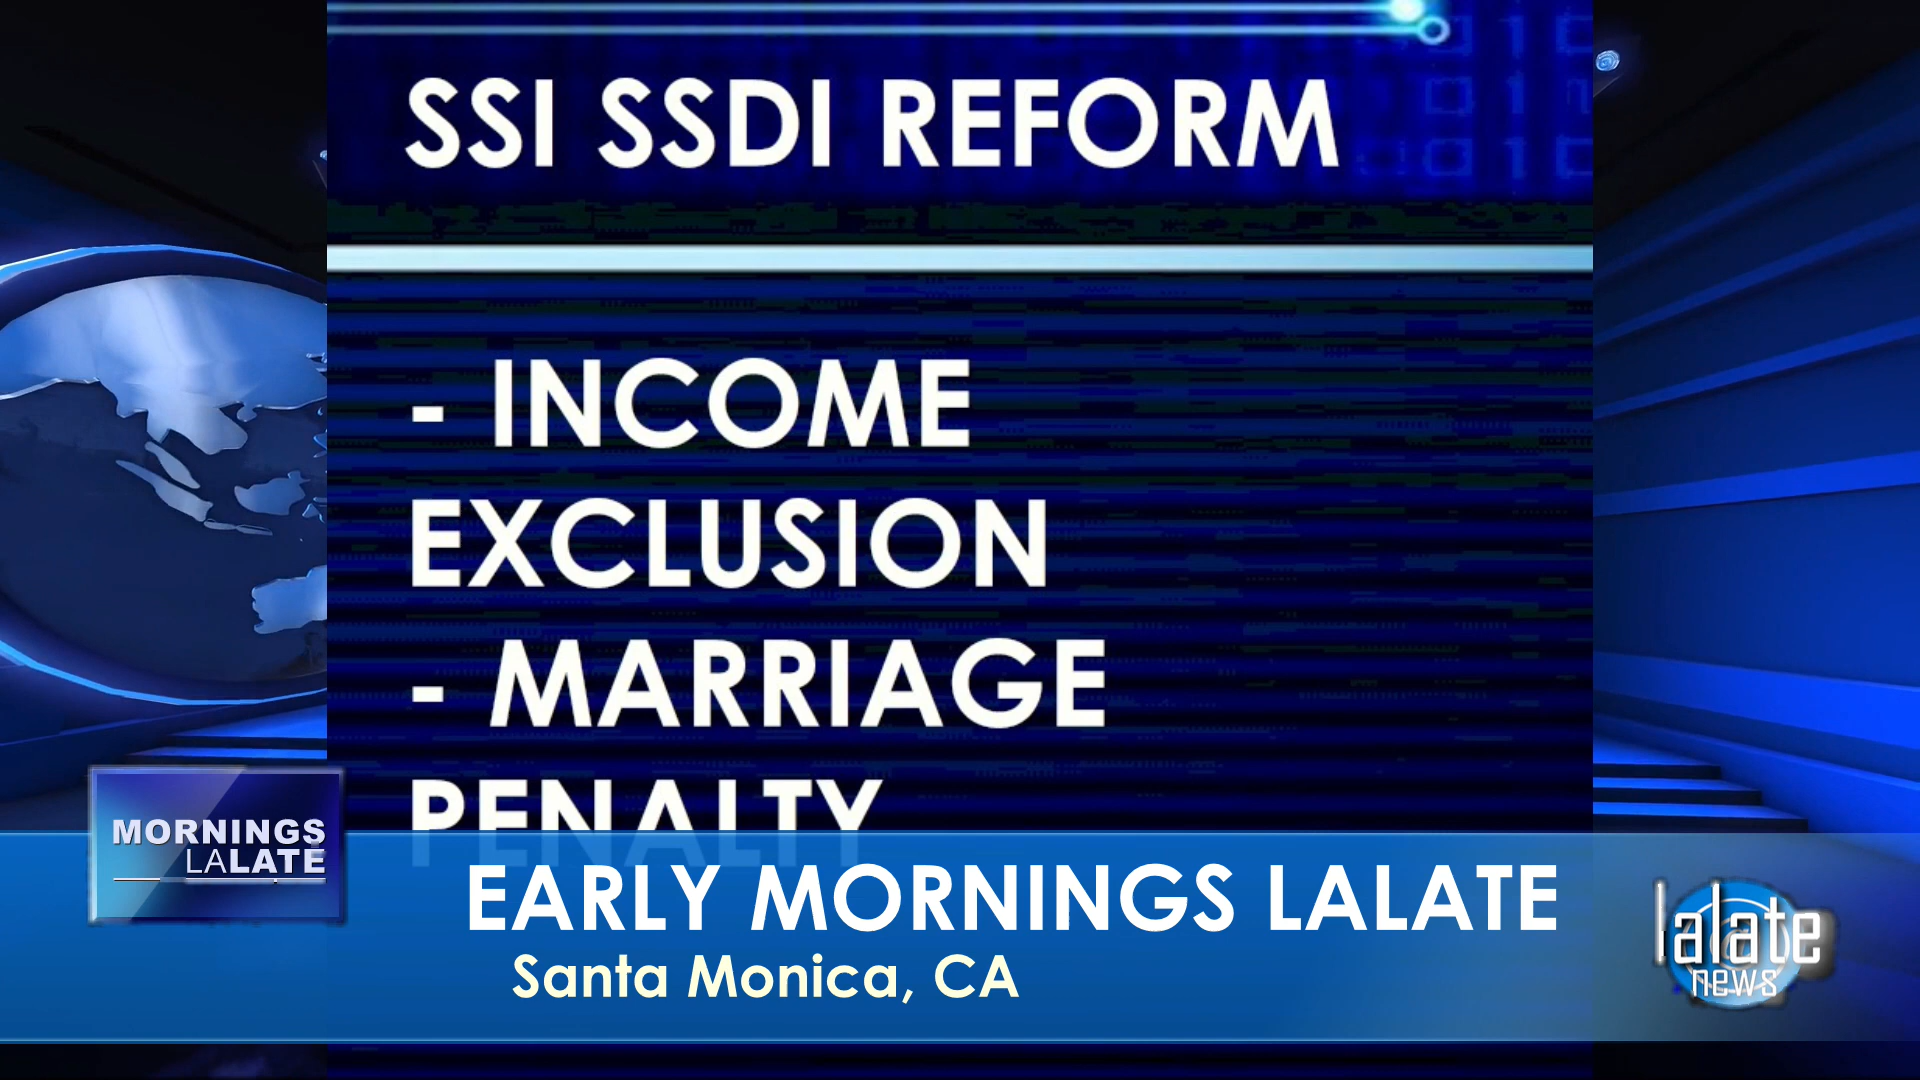 SSI SSDI REFORM
- INCOME
EXCLUSION
- MARRIAGE
PENALTY
MORNINGS
LALATE
EARLY MORNINGS LALATE
Santa Monica, CA
lalate
news